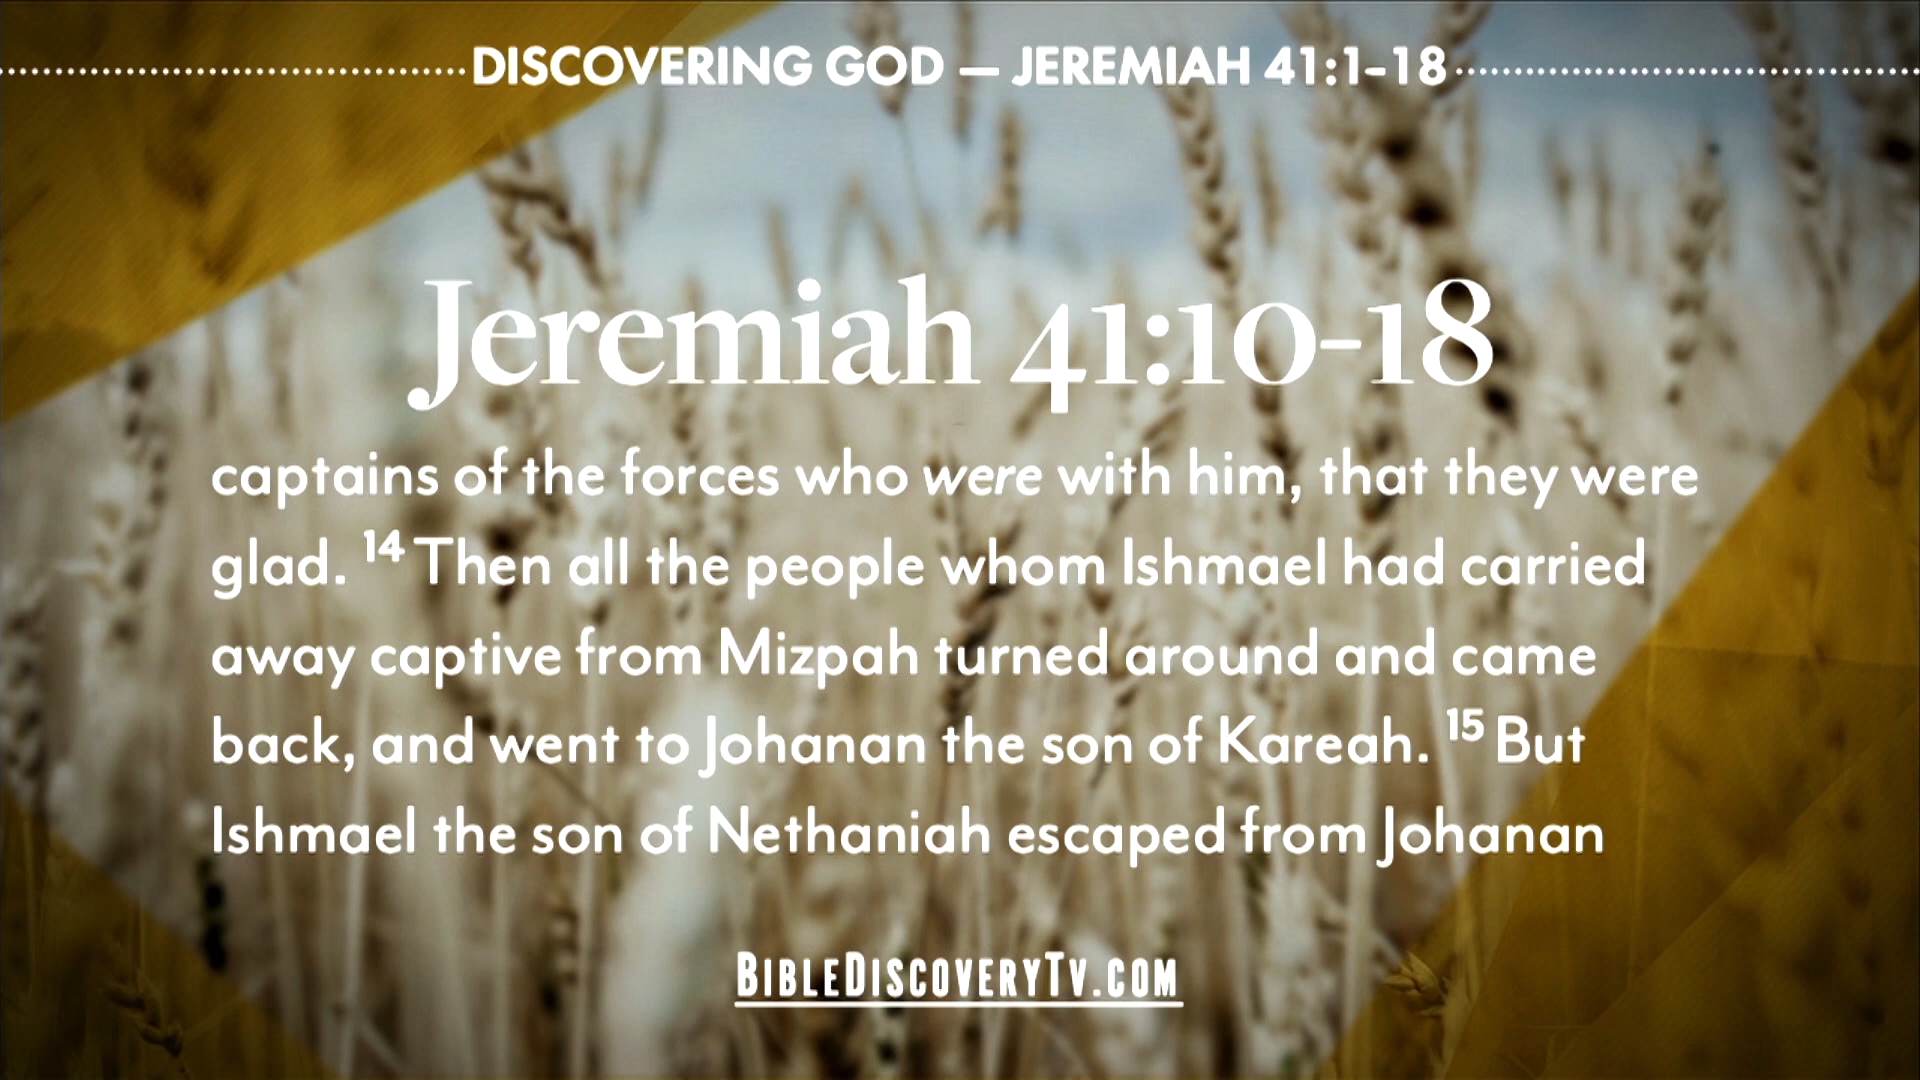 DISCOVERING GOD — JEREMIAH 41:1-18
Jeremiah 41:10-18
captains of the forces who were with him, that they were
glad. 14 Then all the people whom Ishmael had carried
away captive from Mizpah turned around and came
back, and went to Johanan the son of Kareah. 15 But
Ishmael the son of Nethaniah escaped from Johanan
BIBLEDISCOVERYTV.COM